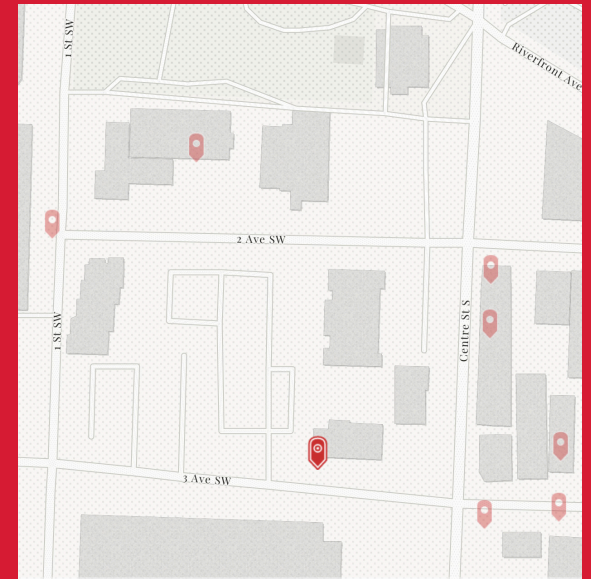 1 St SW
Riverfront Ave
2 Ave SW
1 St SW
Centre St S
3 Ave SW